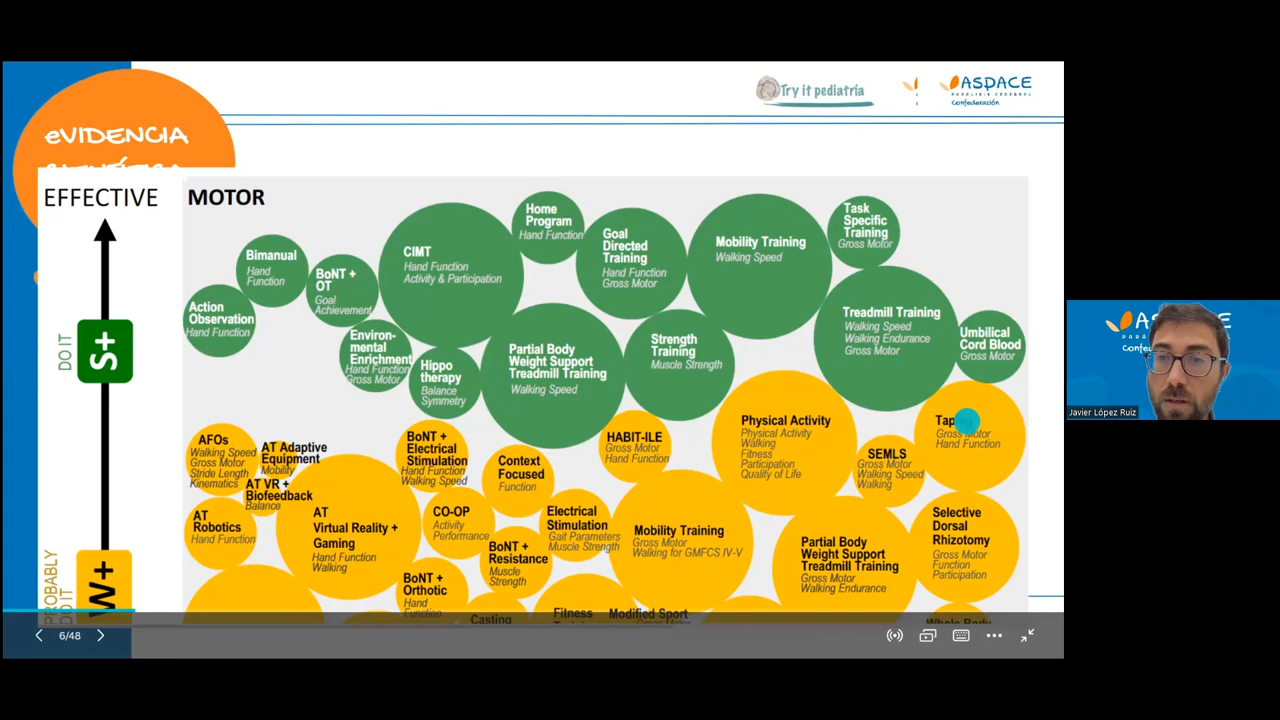 Try it pediatría
ASPACE
PARÁLISIS CEREBRAL
Confederación
eVIDENCIA
EFFECTIVE
MOTOR
DO IT
S+
PROBABLY
DO IT
W+
Bimanual
Hand
Function
Action
Observation
Hand Function
BoNT +
OT
Goal
Achievement
CIMT
Hand Function
Activity & Participation
Home
Program
Hand Function
Goal
Directed
Training
Hand Function
Gross Motor
Mobility Training
Walking Speed
Task
Specific
Training
Gross Motor
Environ-
mental
Enrichment
Hand Function
Gross Motor
Hippo
therapy
Balance
Symmetry
Partial Body
Weight Support
Treadmill Training
Walking Speed
Strength
Training
Muscle Strength
Treadmill Training
Walking Speed
Walking Endurance
Gross Motor
Umbilical
Cord Blood
Gross Motor
AFOs
Walking Speed
Gross Motor
Stride Length
Kinematics
AT Adaptive
Equipment
Mobility
AT VR +
Biofeedback
Balance
AT
Robotics
Hand Function
AT
Virtual Reality +
Gaming
Hand Function
Walking
BoNT +
Electrical
Stimulation
Hand Function
Walking Speed
Context
Focused
Function
HABIT-ILE
Gross Motor
Hand Function
Physical Activity
Physical Activity
Walking
Fitness
Participation
Quality of Life
SEMLS
Gross Motor
Walking Speed
Walking
Gross Motor
Hand Function
CO-OP
Activity
Performance
BoNT +
Resistance
Muscle
Strength
Electrical
Stimulation
Gait Parameters
Muscle Strength
Mobility Training
Gross Motor
Walking for GMFCS IV-V
Partial Body
Weight Support
Treadmill Training
Gross Motor
Walking Endurance
Selective
Dorsal
Rhizotomy
Gross Motor
Function
Participation
BoNT +
Orthotic
Hand
Function
Casting
Fitness
Modified Sport
6/48
Javier López Ruiz